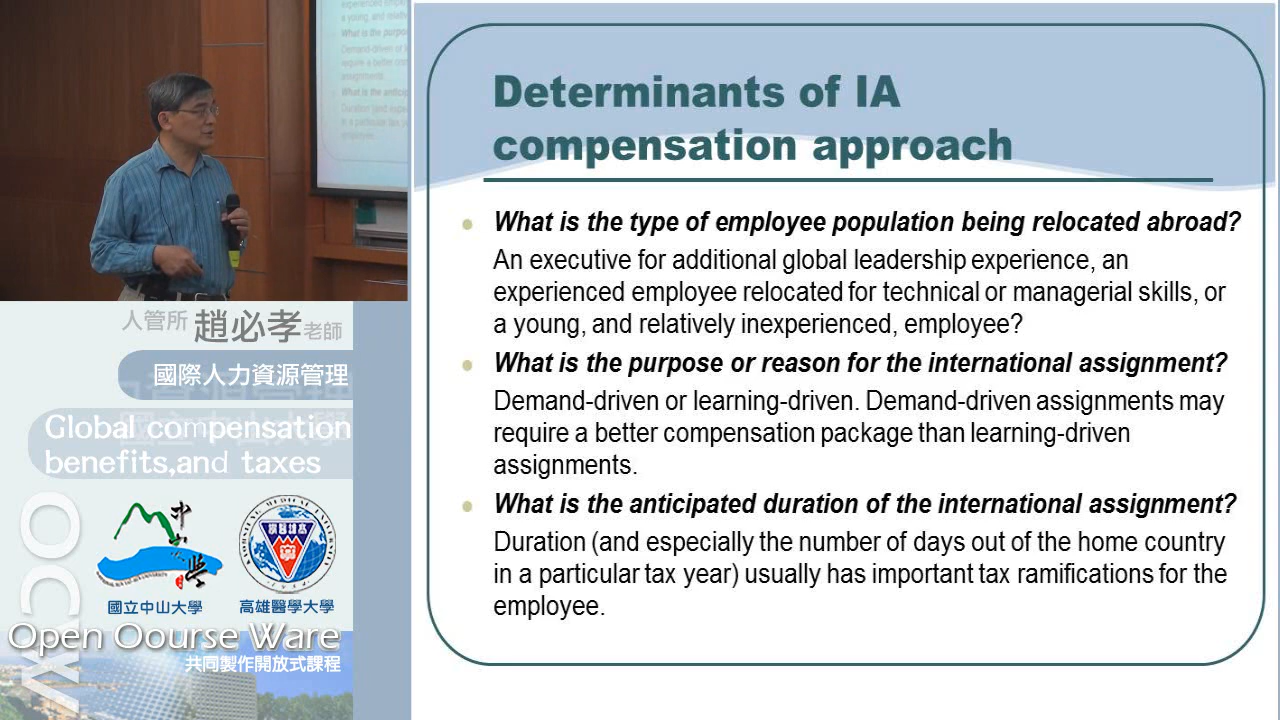 Determinants of IA
compensation approach
What is the type of employee population being relocated abroad?
An executive for additional global leadership experience, an
experienced employee relocated for technical or managerial skills, or
a young, and relatively inexperienced, employee?
What is the purpose or reason for the international assignment?
Demand-driven or learning-driven. Demand-driven assignments may
require a better compensation package than learning-driven
assignments.
What is the anticipated duration of the international assignment?
Duration (and especially the number of days out of the home country
in a particular tax year) usually has important tax ramifications for the
employee.
人管所 趙必孝老師
國際人力資源管理
Global compensation
benefits,and taxes
OCW
國立中山大學
高雄醫學大學
Open Oourse Ware
共同製作開放式課程